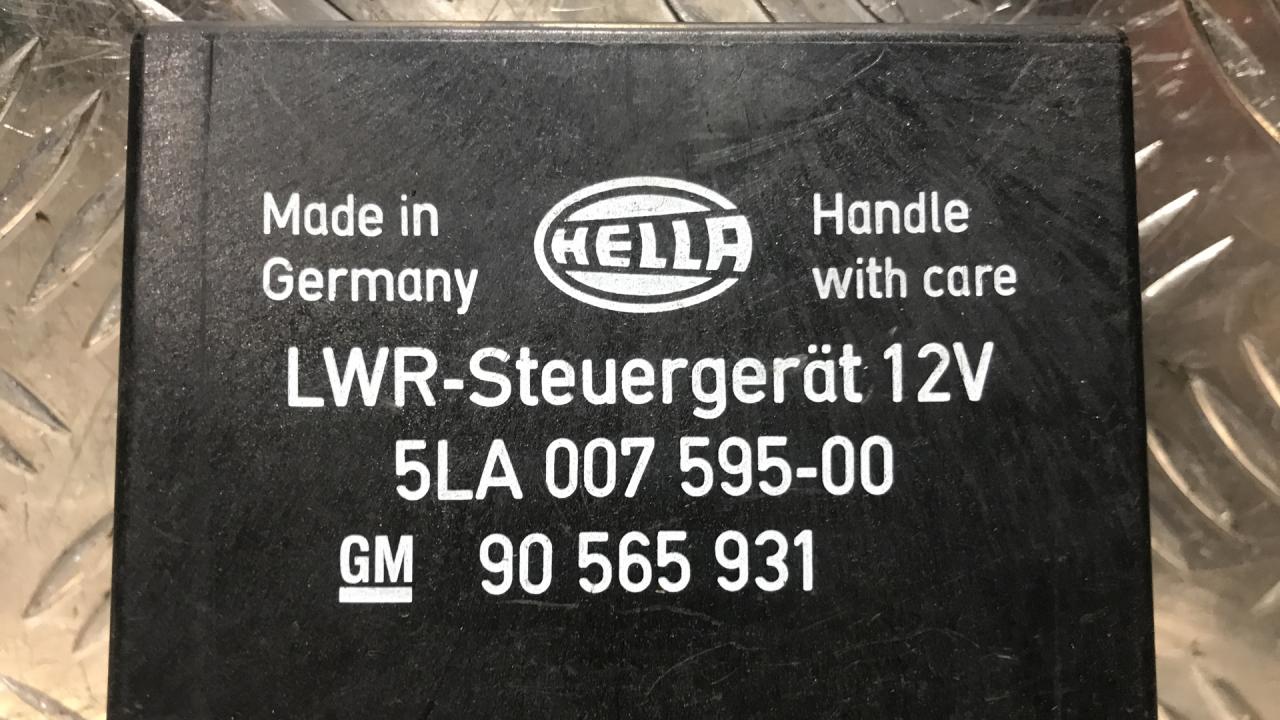 Made in
Germany
HELLA
Handle
with care
LWR-Steuergerät 12V
5LA 007 595-00
GM 90 565 931